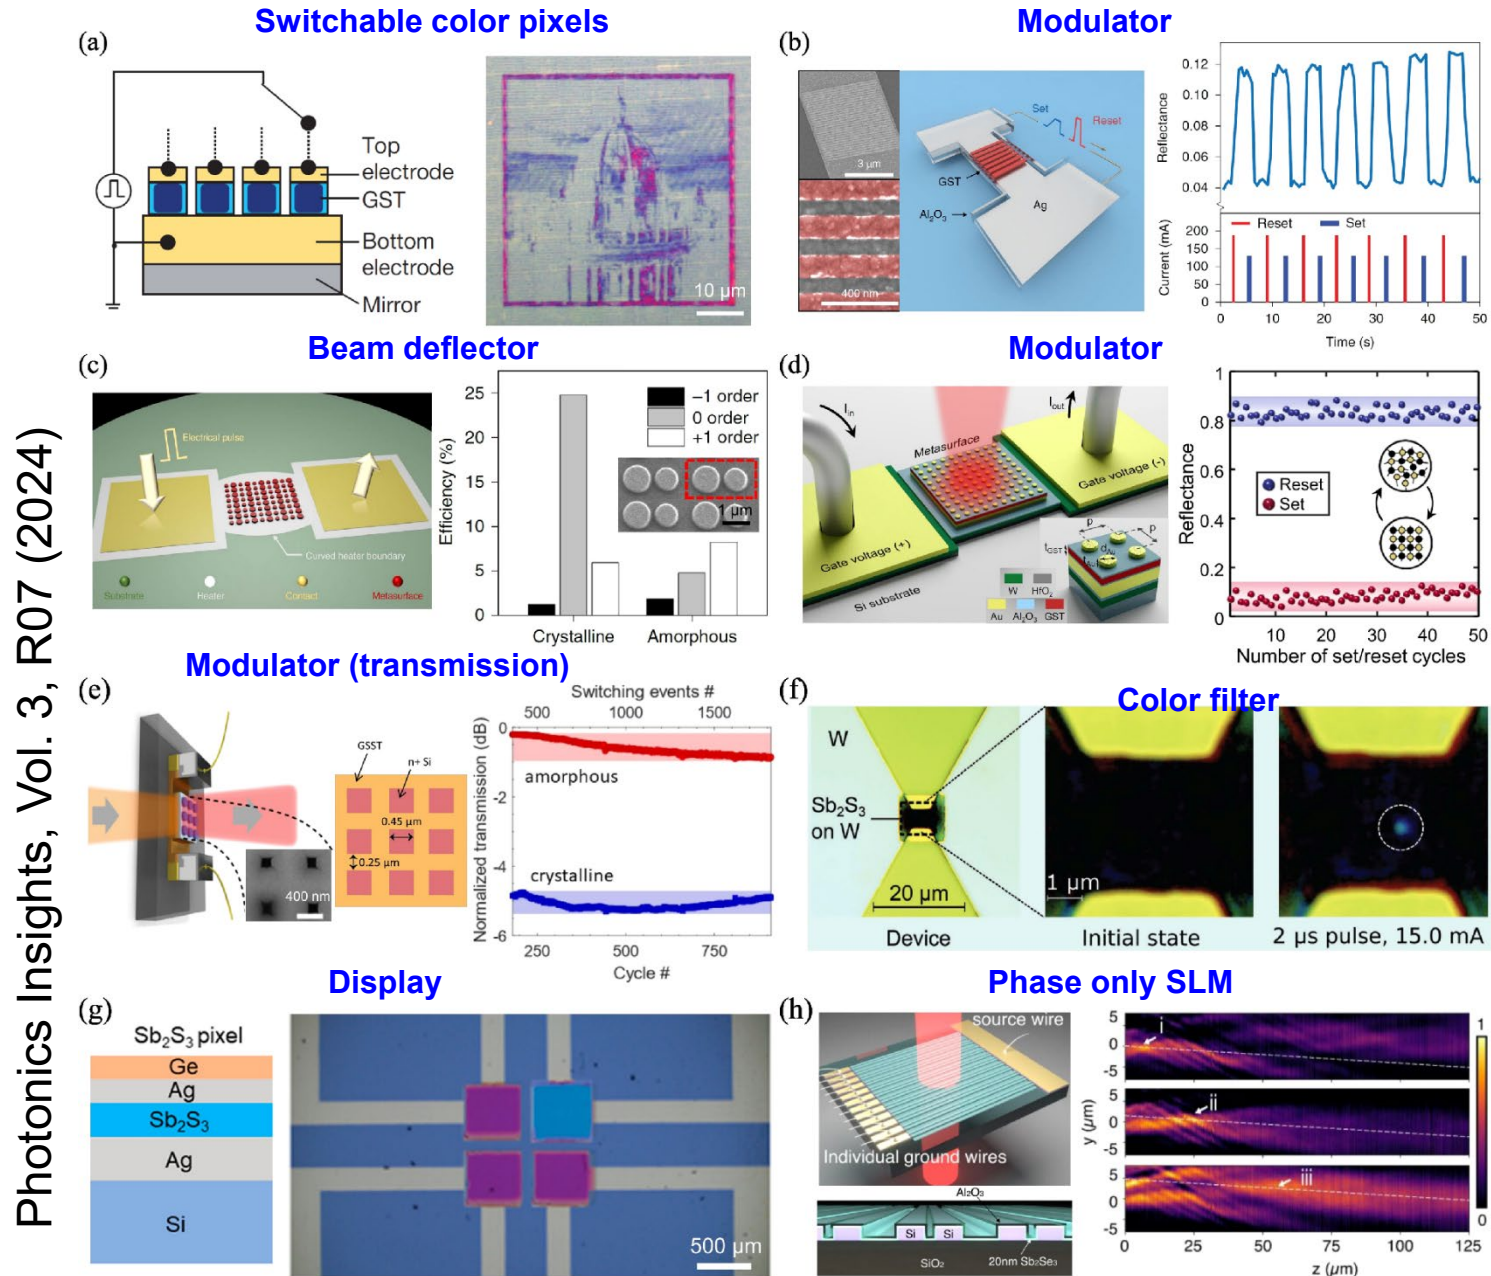 Photonics Insights, Vol. 3, R07 (2024)
Switchable color pixels
(a)
Top
electrode
GST
Bottom
electrode
Mirror
10 µm
Modulator
(b)
3 µm
400 nm
Set
Reset
GST
Al2O3
Ag
Reflectance
0.12
0.10
0.08
0.06
0.04
Reset
Set
Current (mA)
200
150
100
50
0
0
10
20
30
40
50
Time (s)
Beam deflector
(c)
Electrical pulse
Curved heater boundary
Substrate
Heater
Contact
Metasurface
Efficiency (%)
25
20
15
10
5
0
−1 order
0 order
+1 order
1 µm
Crystalline
Amorphous
Modulator
(d)
Iin
Iout
Metasurface
Gate voltage (-)
Gate voltage (+)
Si substrate
p
p
tGST
dAu
tAu
W
HfO2
Au
Al2O3
GST
Reflectance
1
0.8
0.6
0.4
0.2
0
Reset
Set
10
20
30
40
50
Number of set/reset cycles
Modulator (transmission)
(e)
400 nm
GSST
n+ Si
0.45 µm
0.25 µm
Switching events #
500
1000
1500
Normalized transmission (dB)
0
-2
-4
-6
amorphous
crystalline
250
500
750
Cycle #
Color filter
(f)
W
Sb2S3
on W
20 µm
Device
1 µm
Initial state
2 µs pulse, 15.0 mA
Display
(g)
Sb2S3 pixel
Ge
Ag
Sb2S3
Ag
Si
500 µm
Phase only SLM
(h)
source wire
Individual ground wires
Al2O3
Si
Si
SiO2
20nm Sb2Se3
y (µm)
5
0
-5
i
5
0
-5
ii
5
0
-5
iii
0
25
50
75
100
125
z (µm)
1
0